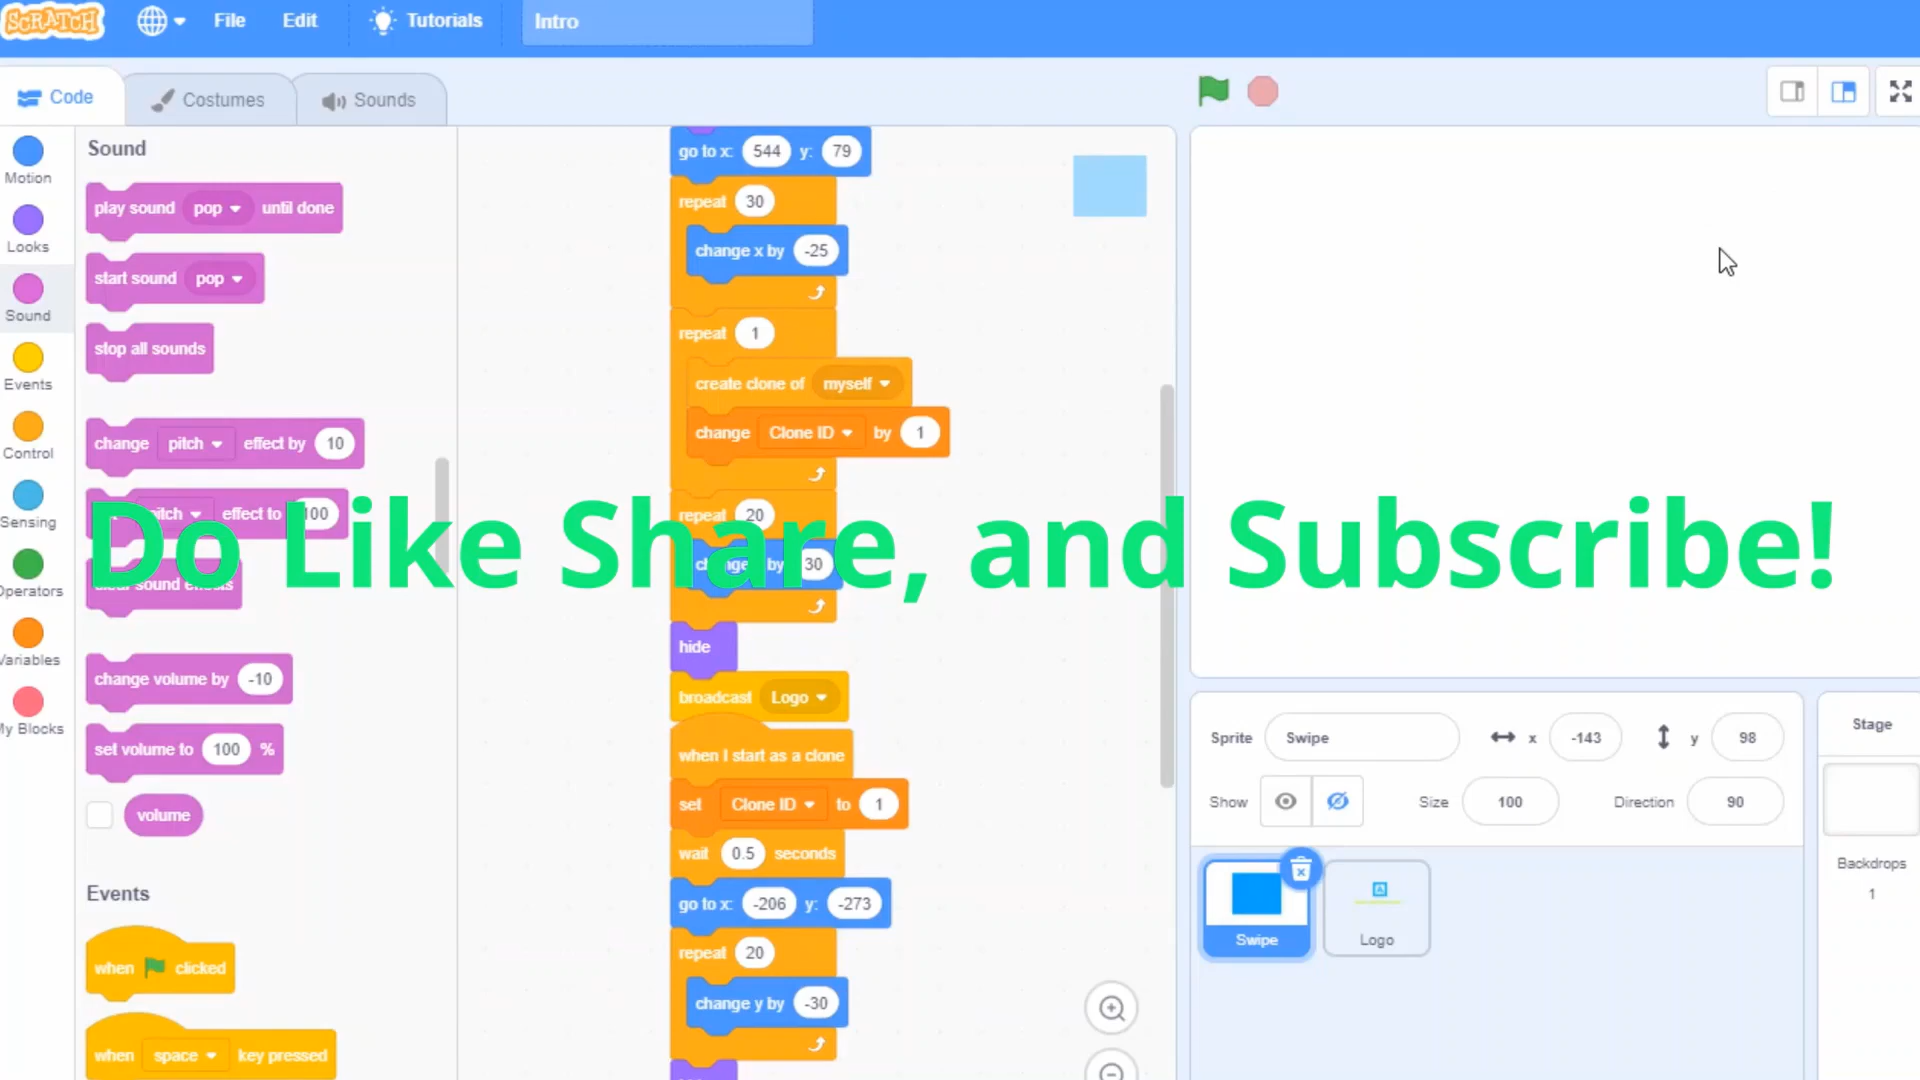 SCRATCH
File
Edit
Tutorials
Intro
Code
Costumes
Sounds
Motion
Looks
Sound
Events
Control
Sensing
Operators
Variables
My Blocks
Sound
play sound pop until done
start sound pop
stop all sounds
change pitch effect by 10
pitch effect to 100
clear sound effects
change volume by -10
set volume to 100 %
volume
Events
when clicked
when space key pressed
go to x: 544 y: 79
repeat 30
change x by -25
repeat 1
create clone of myself
change Clone ID by 1
repeat 20
change by 30
hide
broadcast Logo
when I start as a clone
set Clone ID to 1
wait 0.5 seconds
go to x: -206 y: -273
repeat 20
change y by -30
Do Like Share, and Subscribe!
Sprite Swipe x -143 y 98
Show Size 100 Direction 90
Swipe
Logo
Stage
Backdrops
1